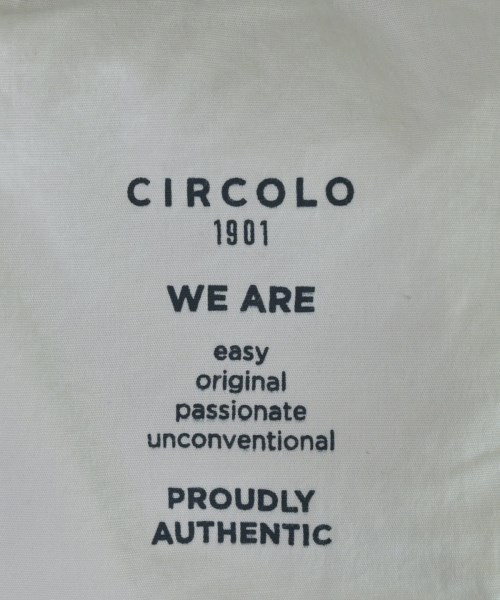 CIRCOLO
1901
WE ARE
easy
original
passionate
unconventional
PROUDLY
AUTHENTIC